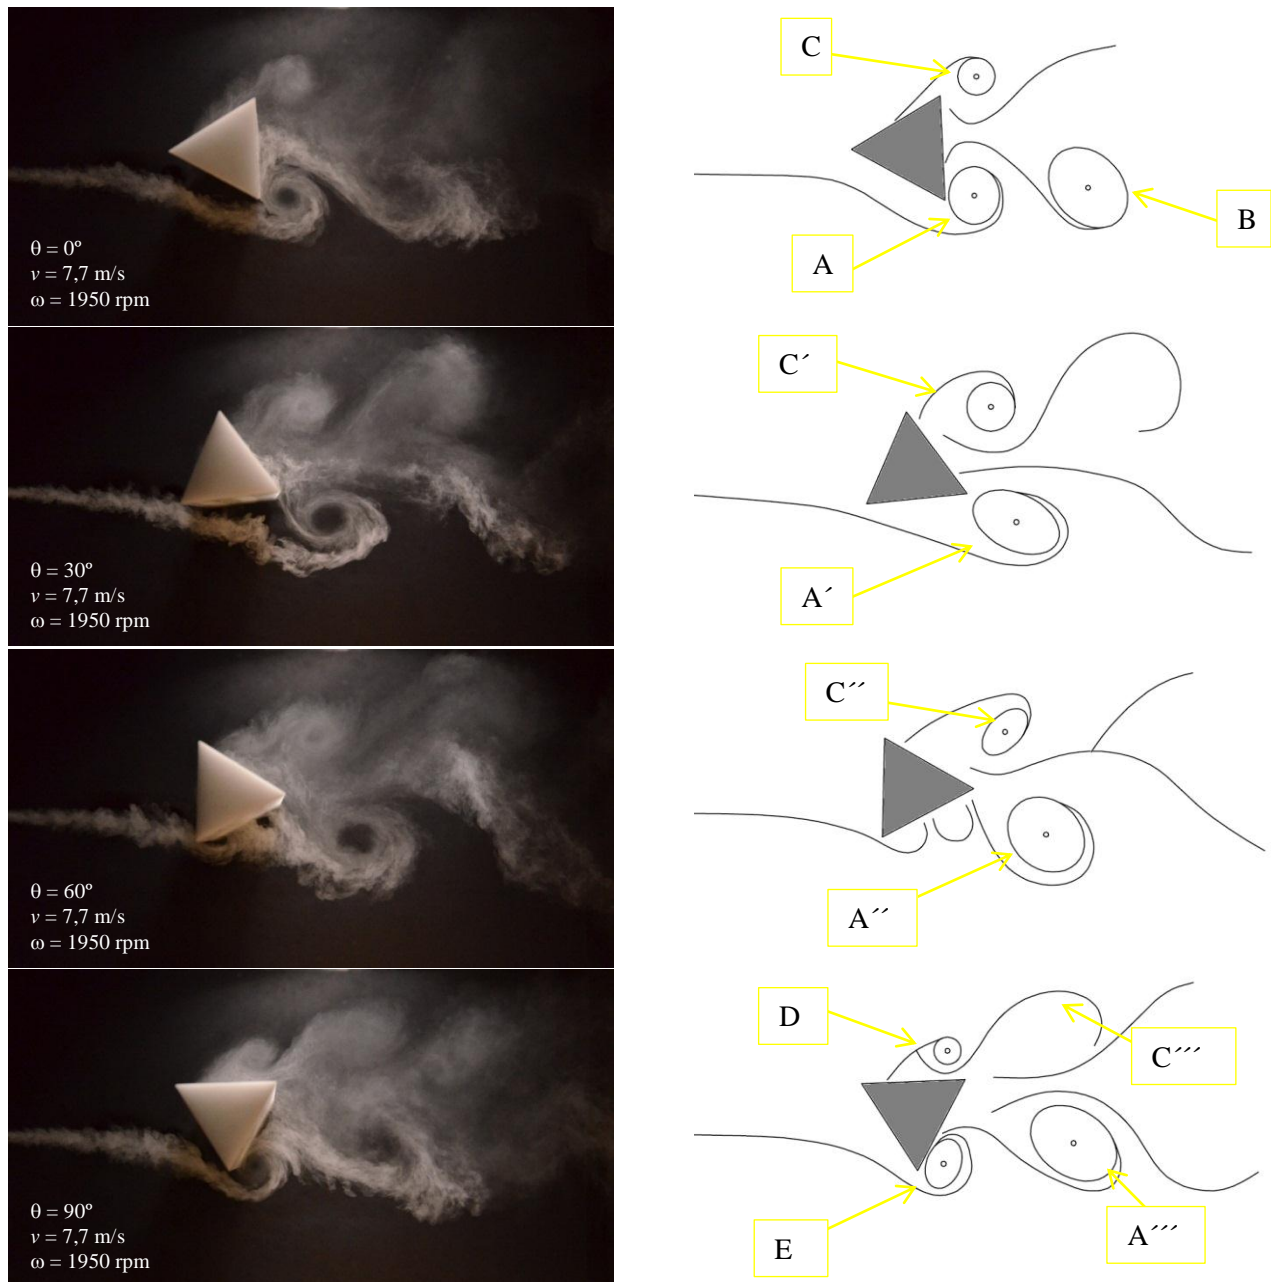 θ = 0º
v = 7,7 m/s
ω = 1950 rpm
C
A
B
θ = 30º
v = 7,7 m/s
ω = 1950 rpm
C´
A´
θ = 60º
v = 7,7 m/s
ω = 1950 rpm
C´´
A´´
θ = 90º
v = 7,7 m/s
ω = 1950 rpm
D
C´´´
E
A´´´